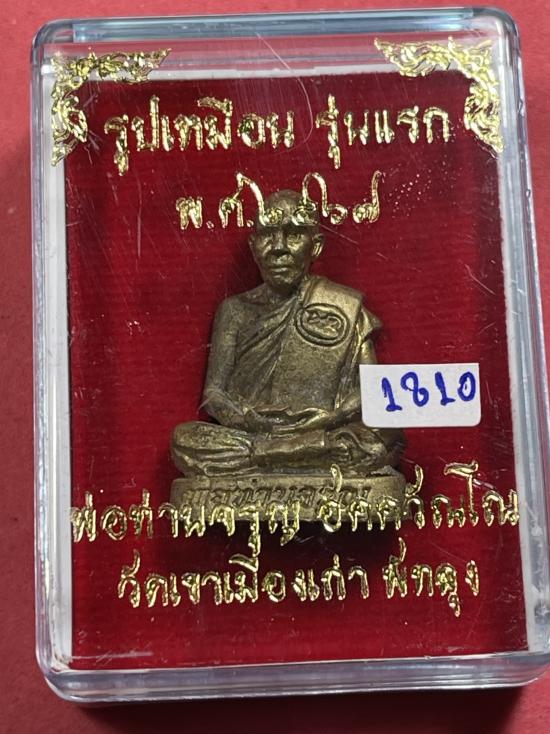 รูปเหมือน รุ่นแรก
พ.ศ.๒๕๖๗
1810
พ่อท่านจรูญ อัคควัณโณ
วัดเขาเมืองเก่า พัทลุง